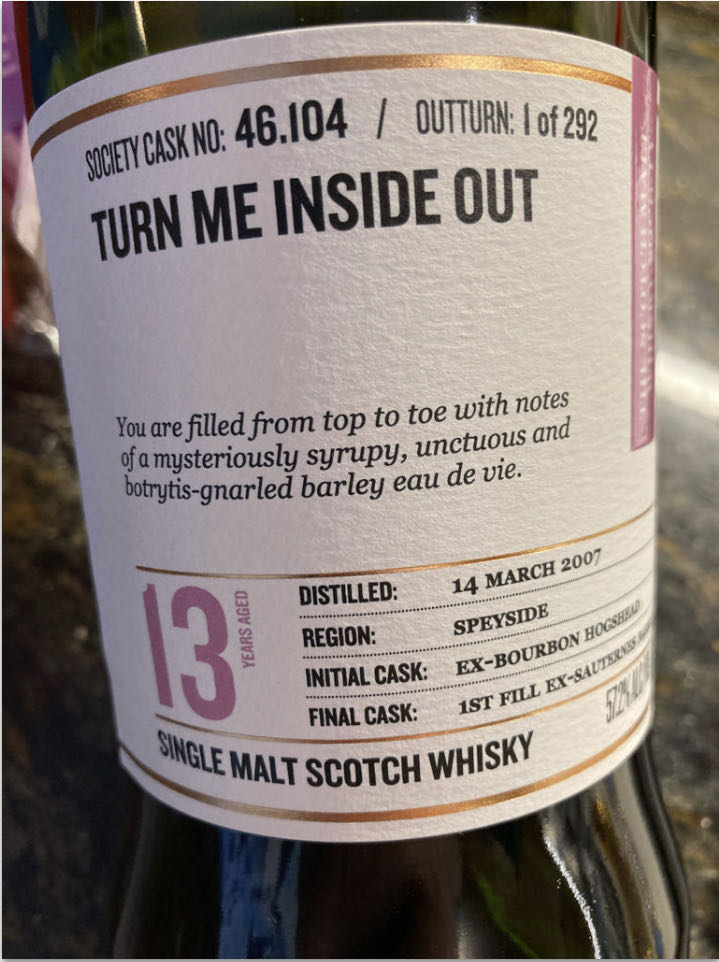 SOCIETY CASK NO: 46.104 / OUTTURN: 1 of 292
TURN ME INSIDE OUT
You are filled from top to toe with notes
of a mysteriously syrupy, unctuous and
botrytis-gnarled barley eau de vie.
13 YEARS AGED
DISTILLED: 14 MARCH 2007
REGION: SPEYSIDE
INITIAL CASK: EX-BOURBON HOGSHEAD
FINAL CASK: 1ST FILL EX-SAUTERNES
57.2%
SINGLE MALT SCOTCH WHISKY